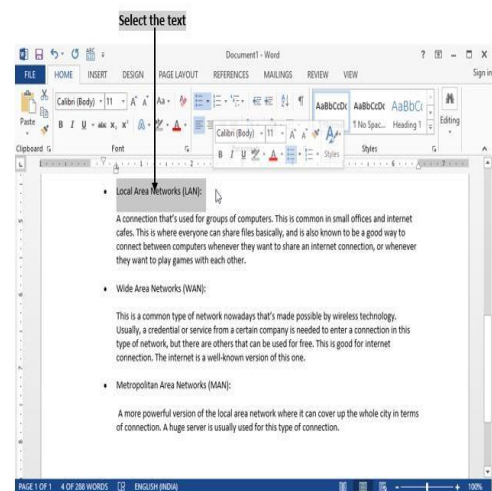 Select the text
Document1 - Word
FILE HOME INSERT DESIGN PAGE LAYOUT REFERENCES MAILINGS REVIEW VIEW Sign in
Calibri (Body) 11 A A Aa
Paste B I U abc x, x² A
AaBbCcDc AaBbCcDc AaBbCc
1 No Spac... Heading 1 Editing
Calibri (Body) 11 A A
B I U A Styles
Clipboard Font Styles
Local Area Networks (LAN):
A connection that's used for groups of computers. This is common in small offices and internet
cafes. This is where everyone can share files basically, and is also known to be a good way to
connect between computers whenever they want to share an internet connection, or whenever
they want to play games with each other.
Wide Area Networks (WAN):
This is a common type of network nowadays that's made possible by wireless technology.
Usually, a credential or service from a certain company is needed to enter a connection in this
type of network, but there are others that can be used for free. This is good for internet
connection. The internet is a well-known version of this one.
Metropolitan Area Networks (MAN):
A more powerful version of the local area network where it can cover up the whole city in terms
of connection. A huge server is usually used for this type of connection.
PAGE 1 OF 1 4 OF 288 WORDS ENGLISH (INDIA) 100%